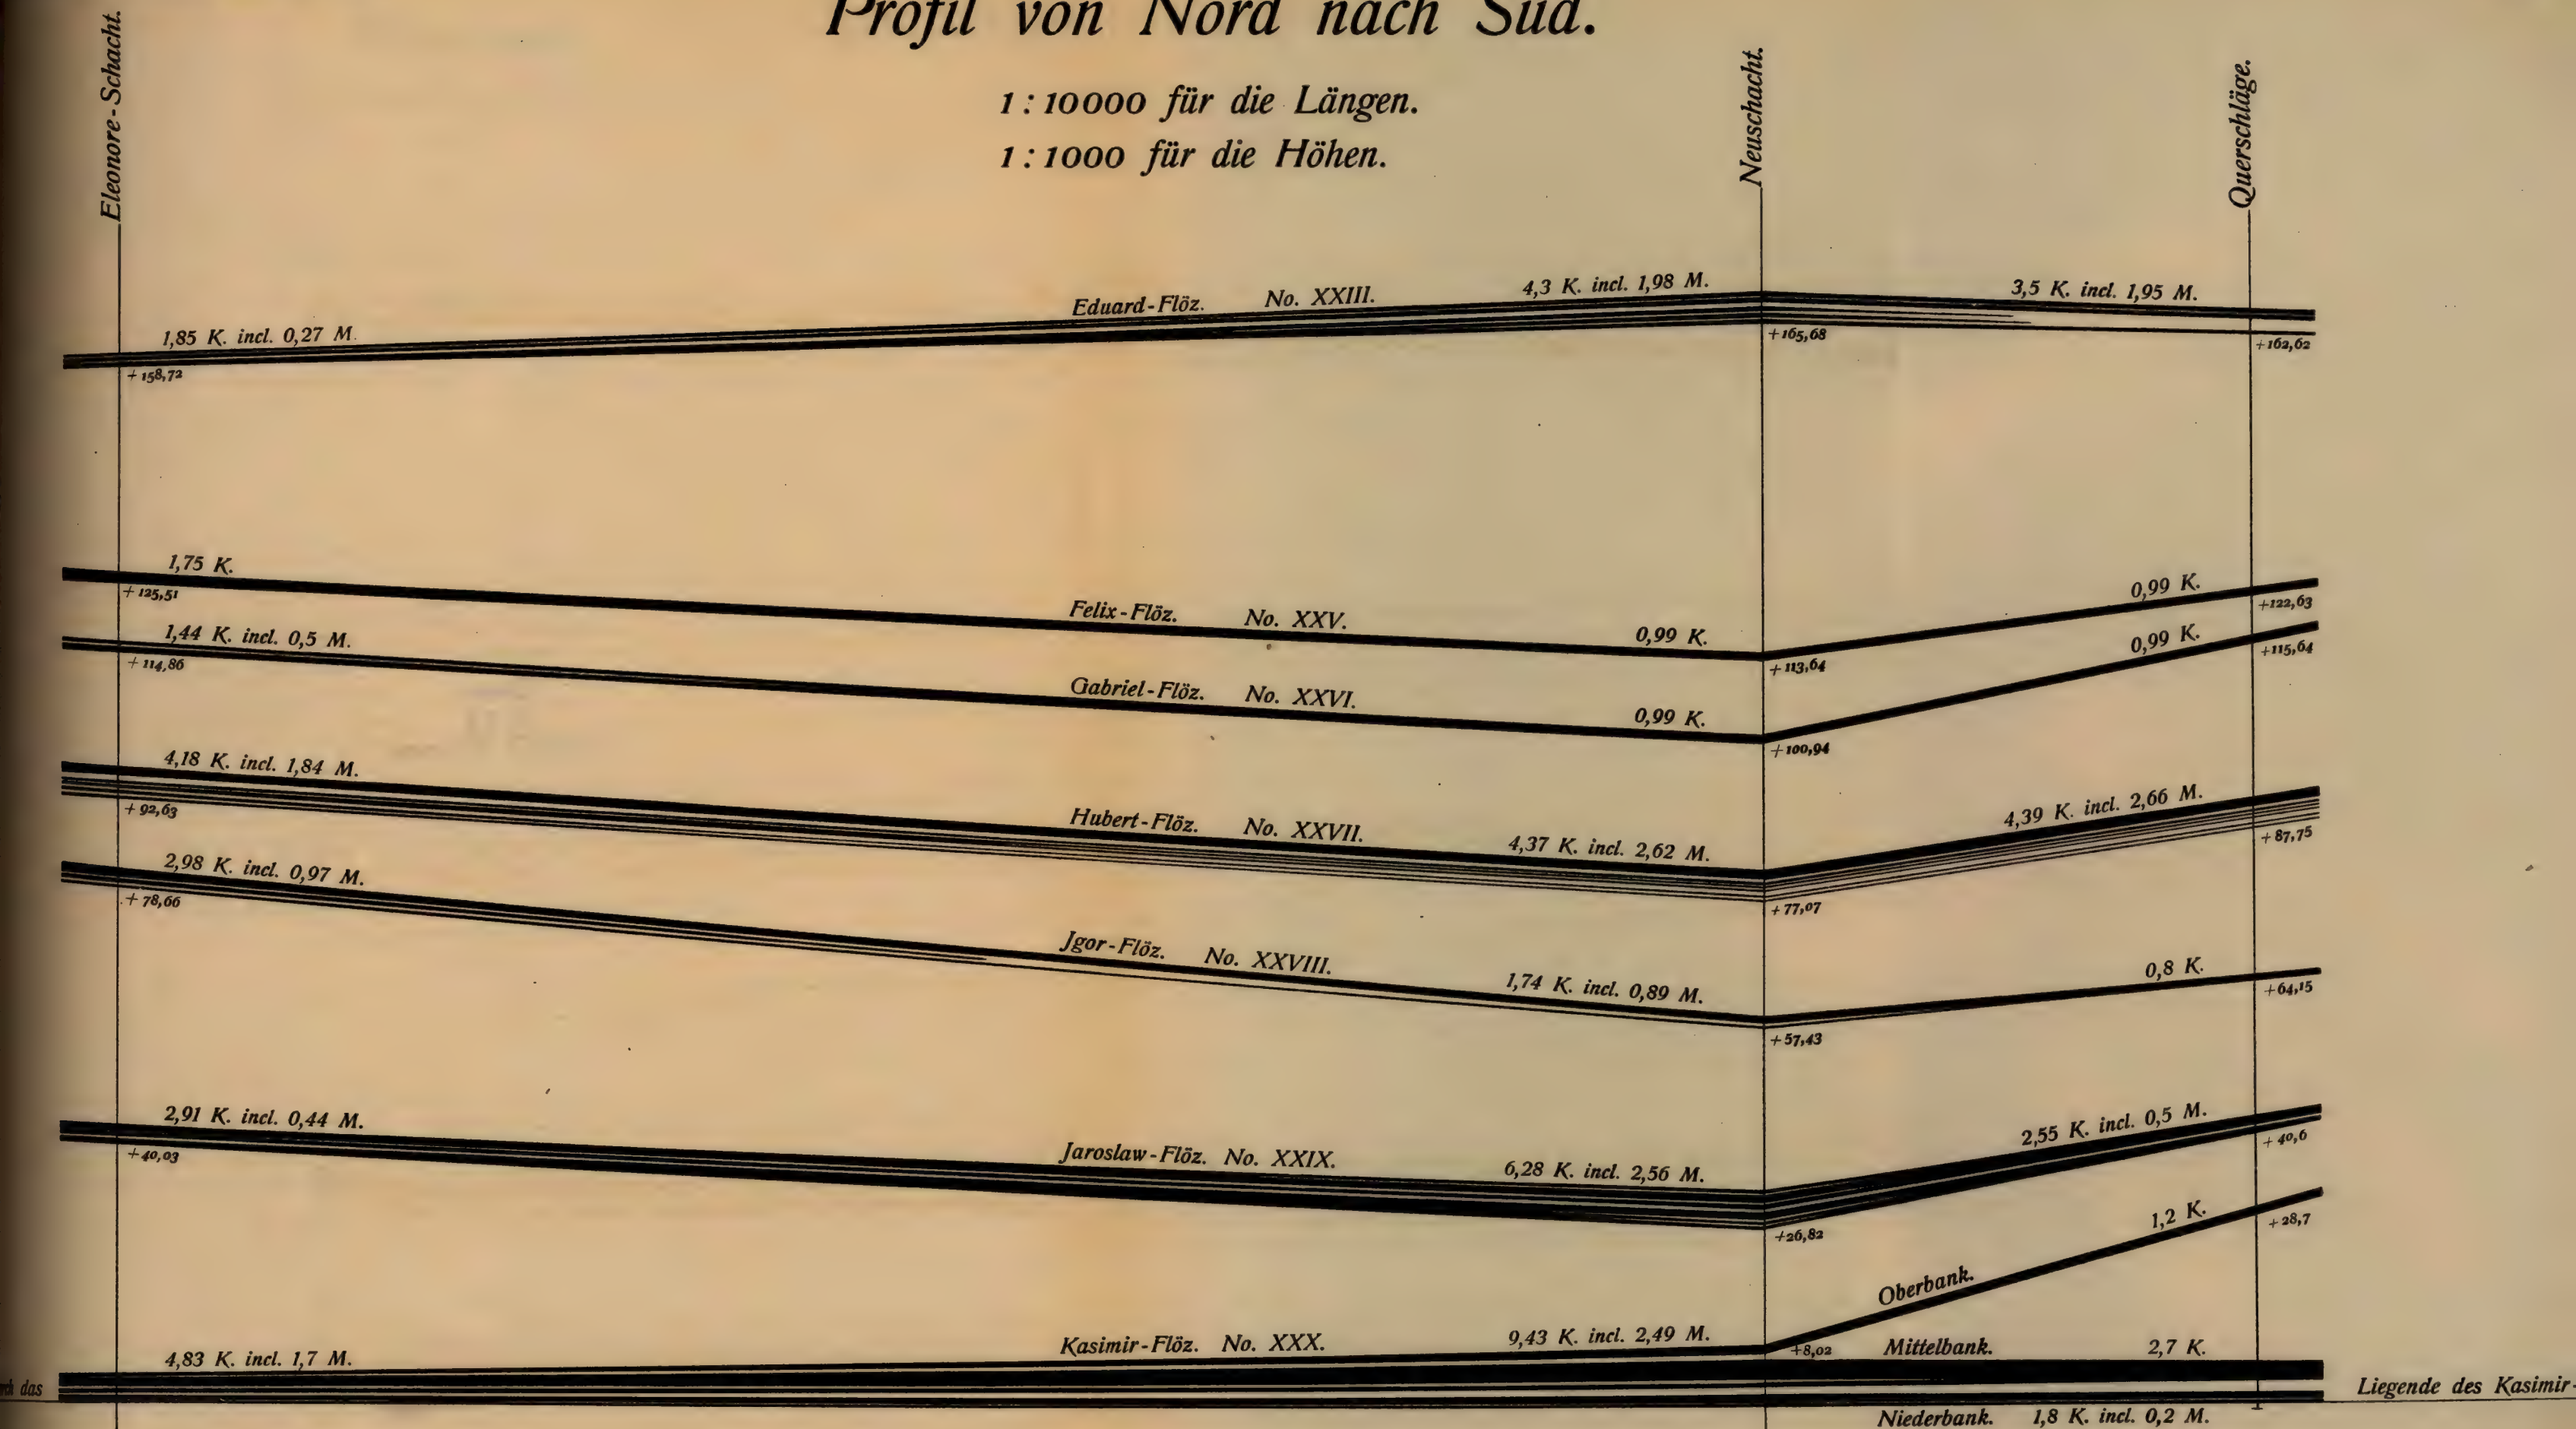 Profil von Nord nach Süd.
1 : 10000 für die Längen.
1 : 1000 für die Höhen.
Eleonore-Schacht.
Neuschacht.
Querschläge.
1,85 K. incl. 0,27 M.
Eduard-Flöz. No. XXIII.
4,3 K. incl. 1,98 M.
3,5 K. incl. 1,95 M.
+158,72
+165,68
+162,62
1,75 K.
Felix-Flöz. No. XXV.
0,99 K.
0,99 K.
+125,51
+113,64
+122,63
1,44 K. incl. 0,5 M.
Gabriel-Flöz. No. XXVI.
0,99 K.
0,99 K.
+114,86
+100,94
+115,64
4,18 K. incl. 1,84 M.
Hubert-Flöz. No. XXVII.
4,37 K. incl. 2,62 M.
4,39 K. incl. 2,66 M.
+92,63
+77,07
+87,75
2,98 K. incl. 0,97 M.
Jgor-Flöz. No. XXVIII.
1,74 K. incl. 0,89 M.
0,8 K.
+78,66
+57,43
+64,15
2,91 K. incl. 0,44 M.
Jaroslaw-Flöz. No. XXIX.
6,28 K. incl. 2,56 M.
2,55 K. incl. 0,5 M.
+40,03
+26,82
+40,6
1,2 K.
+28,7
Oberbank.
4,83 K. incl. 1,7 M.
Kasimir-Flöz. No. XXX.
9,43 K. incl. 2,49 M.
+8,02
Mittelbank. 2,7 K.
das
Liegende des Kasimir-
Niederbank. 1,8 K. incl. 0,2 M.